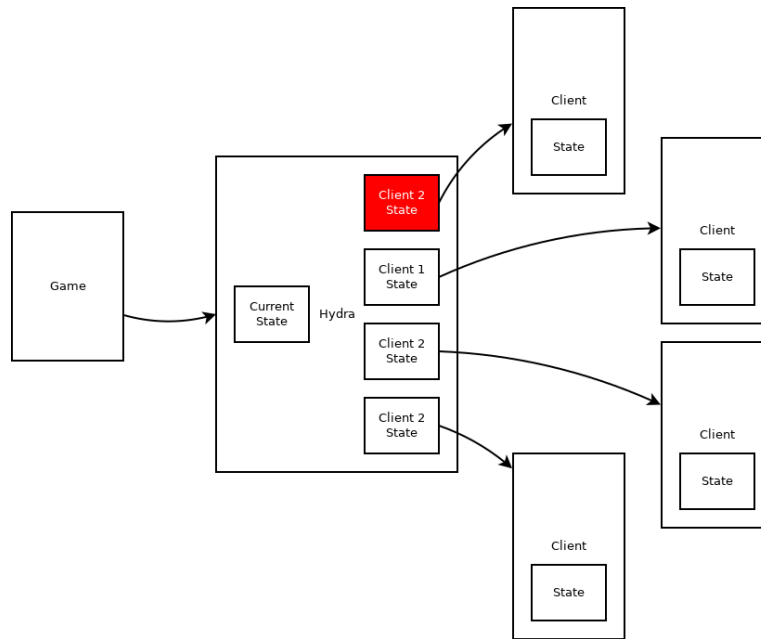 Client
State
Client 2
State
Client
State
Game
Client 1
State
Current
State
Hydra
Client 2
State
Client
State
Client 2
State
Client
State